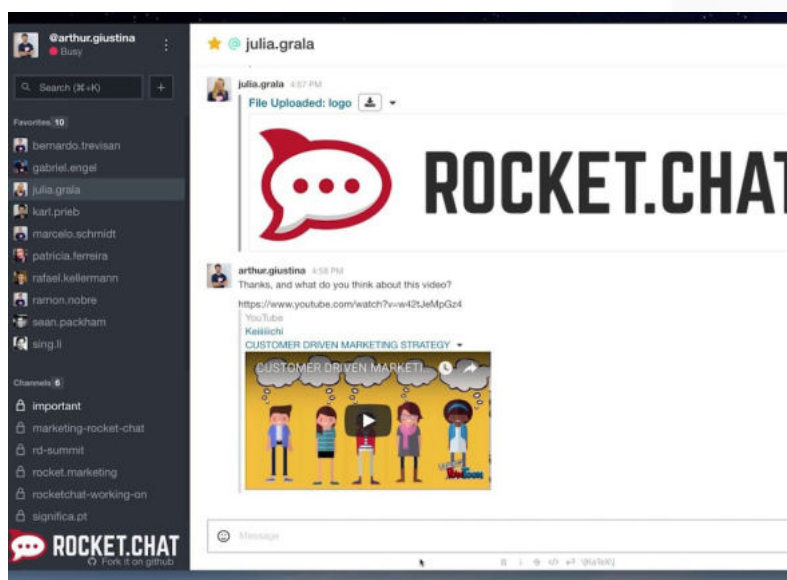 @arthur.giustina
Busy
Search (⌘+K)
+
Favorites 10
bernardo.trevisan
gabriel.engel
julia.grala
karl.prieb
marcelo.schmidt
patricia.ferreira
rafael.kellermann
ramon.nobre
sean.packham
sing.li
Channels 6
important
marketing-rocket-chat
rd-summit
rocket.marketing
rocketchat-working-on
significa.pt
ROCKET.CHAT
Fork it on github
@ julia.grala
julia.grala 4:57 PM
File Uploaded: logo
ROCKET.CHAT
arthur.giustina 4:58 PM
Thanks, and what do you think about this video?
https://www.youtube.com/watch?v=w42tJeMpGz4
YouTube
CUSTOMER DRIVEN MARKETING STRATEGY
CUSTOMER DRIVEN MARKETI...
Message
B i S </> ↵ \[KaTeX\]